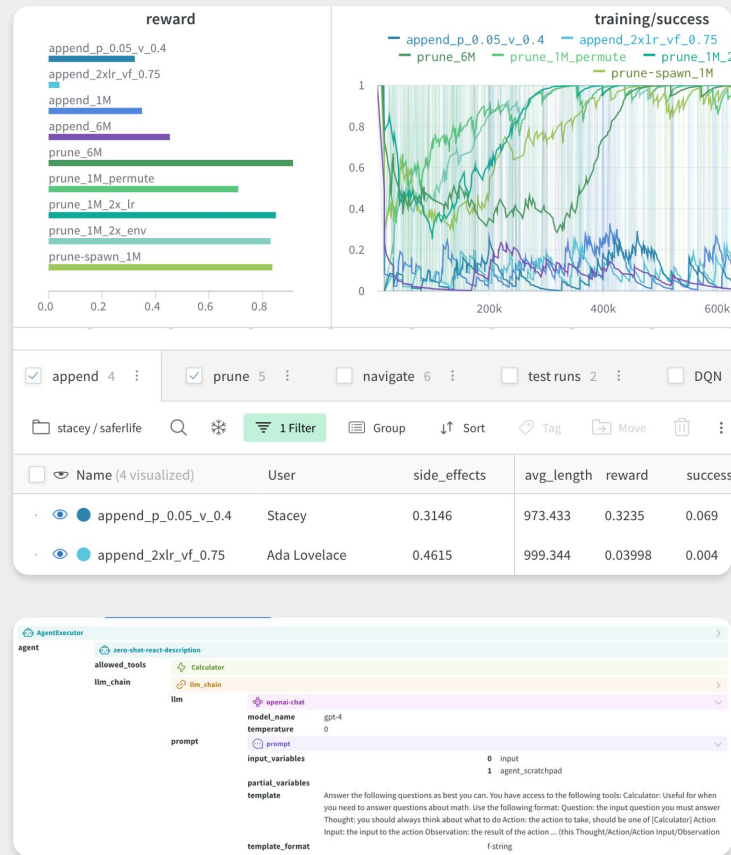 reward
append_p_0.05_v_0.4
append_2xlr_vf_0.75
append_1M
append_6M
prune_6M
prune_1M_permute
prune_1M_2x_lr
prune_1M_2x_env
prune-spawn_1M
0.0 0.2 0.4 0.6 0.8
training/success
append_p_0.05_v_0.4 append_2xlr_vf_0.75
prune_6M prune_1M_permute prune_1M_2
prune-spawn_1M
1
0.8
0.6
0.4
0.2
0
200k 400k 600k
append 4 prune 5 navigate 6 test runs 2 DQN
stacey / saferlife 1 Filter Group Sort Tag Move
Name (4 visualized) User side_effects avg_length reward success
append_p_0.05_v_0.4 Stacey 0.3146 973.433 0.3235 0.069
append_2xlr_vf_0.75 Ada Lovelace 0.4615 999.344 0.03998 0.004
AgentExecutor
agent zero-shot-react-description
allowed_tools Calculator
llm_chain llm_chain
llm openai-chat
model_name gpt-4
temperature 0
prompt prompt
input_variables 0 input
1 agent_scratchpad
partial_variables
template Answer the following questions as best you can. You have access to the following tools: Calculator: Useful for when
you need to answer questions about math. Use the following format: Question: the input question you must answer
Thought: you should always think about what to do Action: the action to take, should be one of [Calculator] Action
Input: the input to the action Observation: the result of the action ... (this Thought/Action/Action Input/Observation
template_format f-string